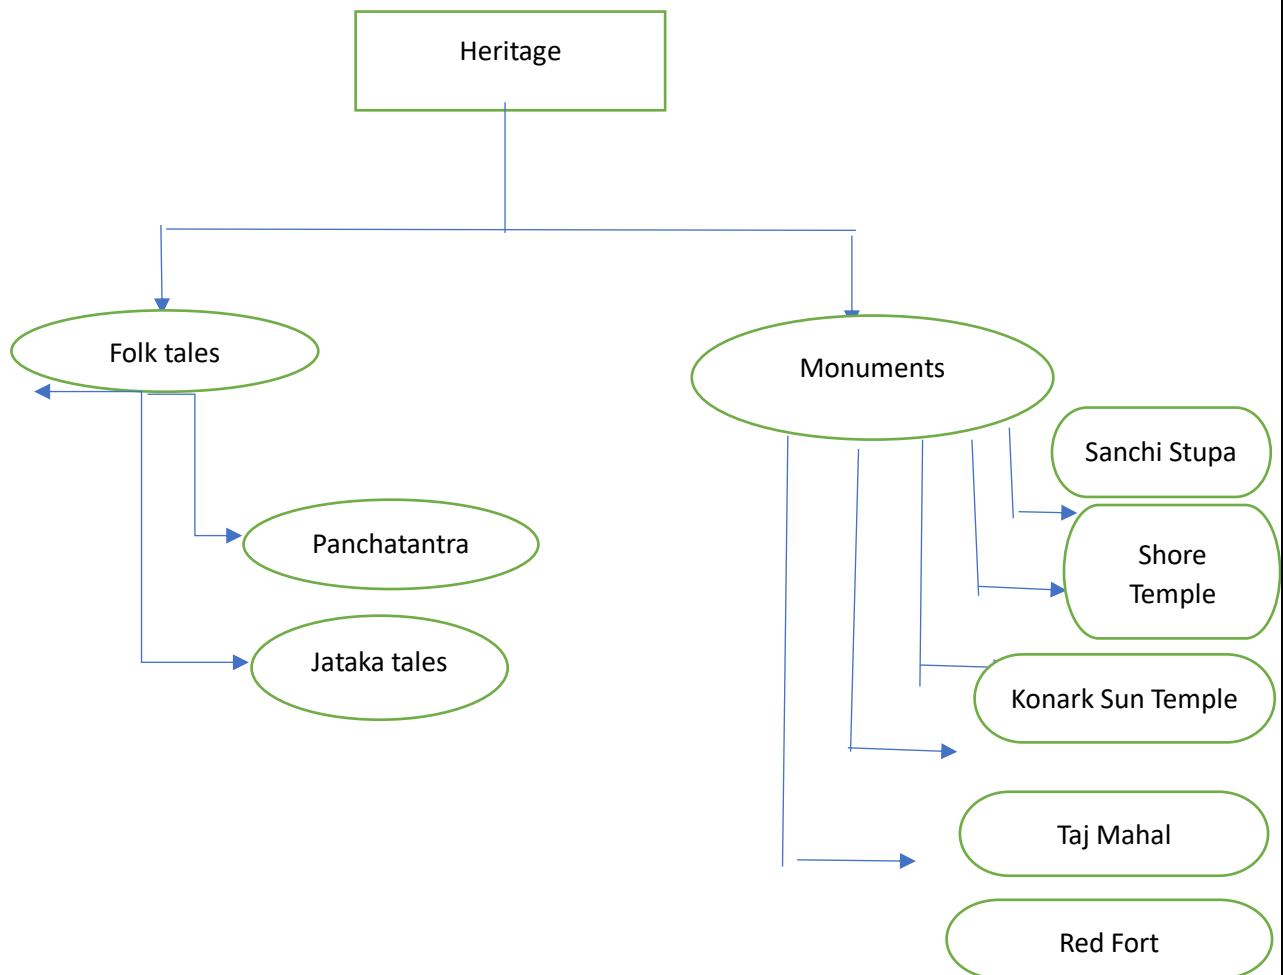 Heritage
Folk tales
Monuments
Sanchi Stupa
Panchatantra
Shore
Temple
Jataka tales
Konark Sun Temple
Taj Mahal
Red Fort